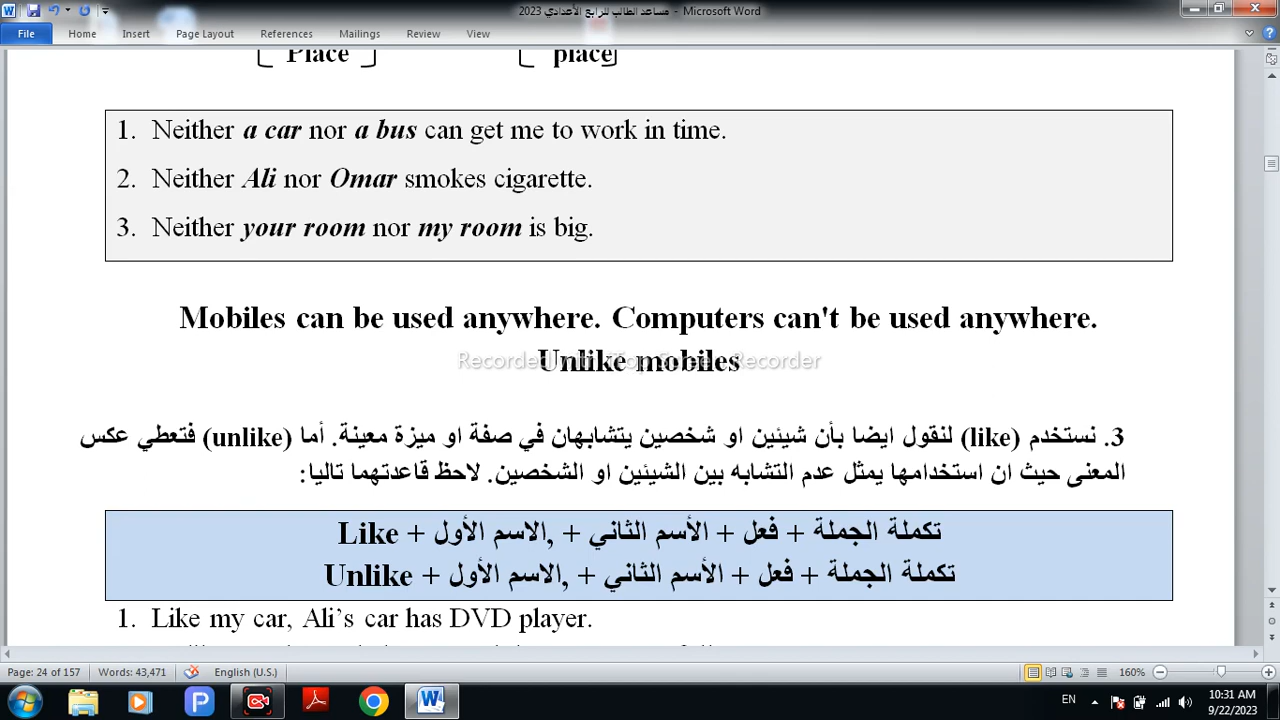 مساعد الطالب للرابع الأعدادي 2023 - Microsoft Word
File Home Insert Page Layout References Mailings Review View
Place place
1. Neither a car nor a bus can get me to work in time.
2. Neither Ali nor Omar smokes cigarette.
3. Neither your room nor my room is big.
Mobiles can be used anywhere. Computers can't be used anywhere.
Unlike mobiles
Recorded with Recorder
3. نستخدم (like) لنقول ايضا بأن شيئين او شخصين يتشابهان في صفة او ميزة معينة. أما (unlike) فتعطي عكس
المعنى حيث ان استخدامها يمثل عدم التشابه بين الشيئين او الشخصين. لاحظ قاعدتهما تاليا:
Like + الاسم الأول, + الأسم الثاني + فعل + تكملة الجملة
Unlike + الاسم الأول, + الأسم الثاني + فعل + تكملة الجملة
1. Like my car, Ali’s car has DVD player.
Page: 24 of 157 Words: 43,471 English (U.S.) 160%
EN 10:31 AM
9/22/2023